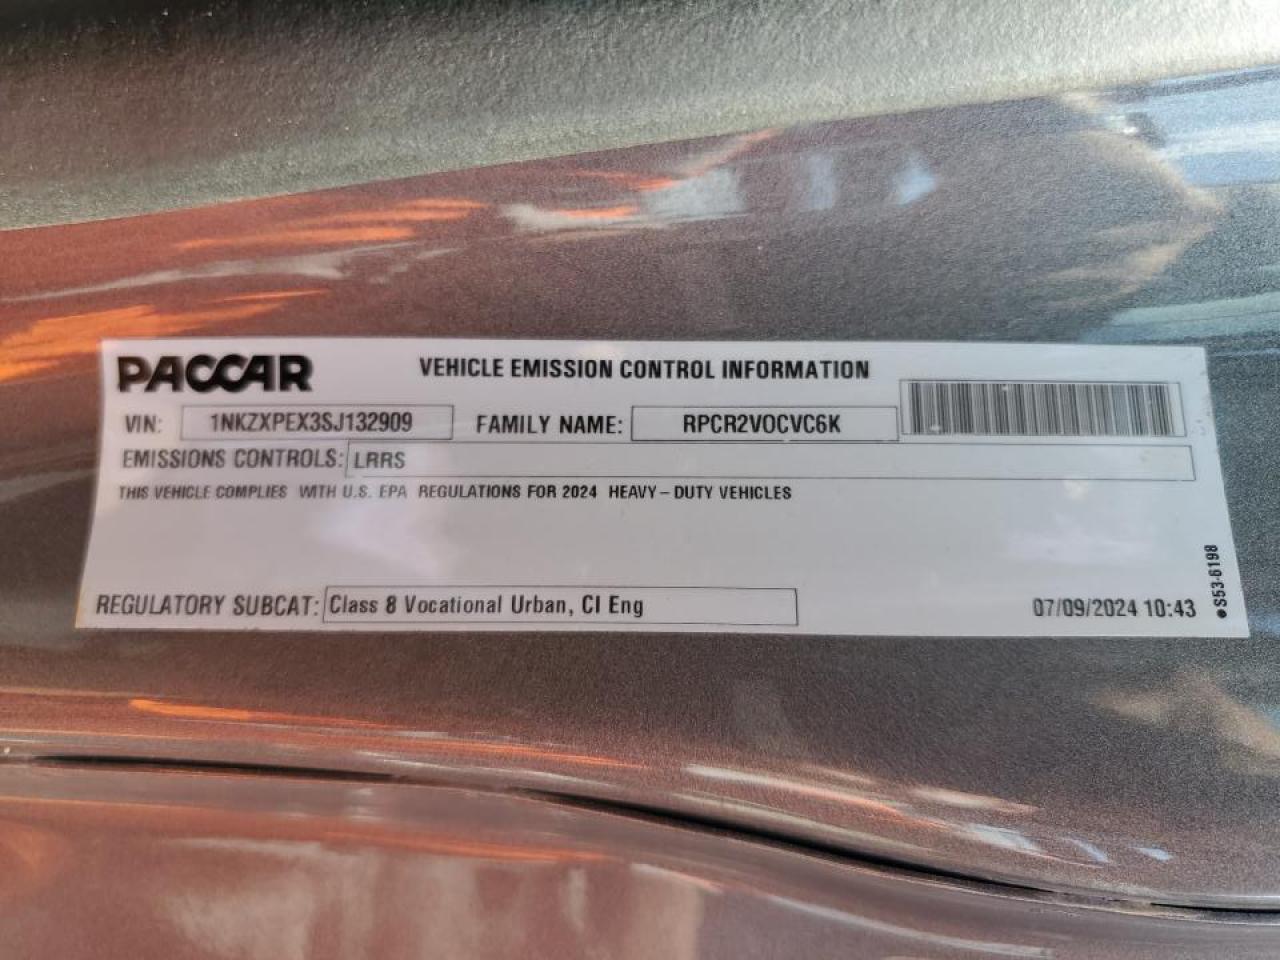 PACCAR VEHICLE EMISSION CONTROL INFORMATION
VIN: 1NKZXPEX3SJ132909 FAMILY NAME: RPCR2VOCVC6K
EMISSIONS CONTROLS: LRRS
THIS VEHICLE COMPLIES WITH U.S. EPA REGULATIONS FOR 2024 HEAVY-DUTY VEHICLES
REGULATORY SUBCAT: Class 8 Vocational Urban, CI Eng 07/09/2024 10:43
•S53-6198